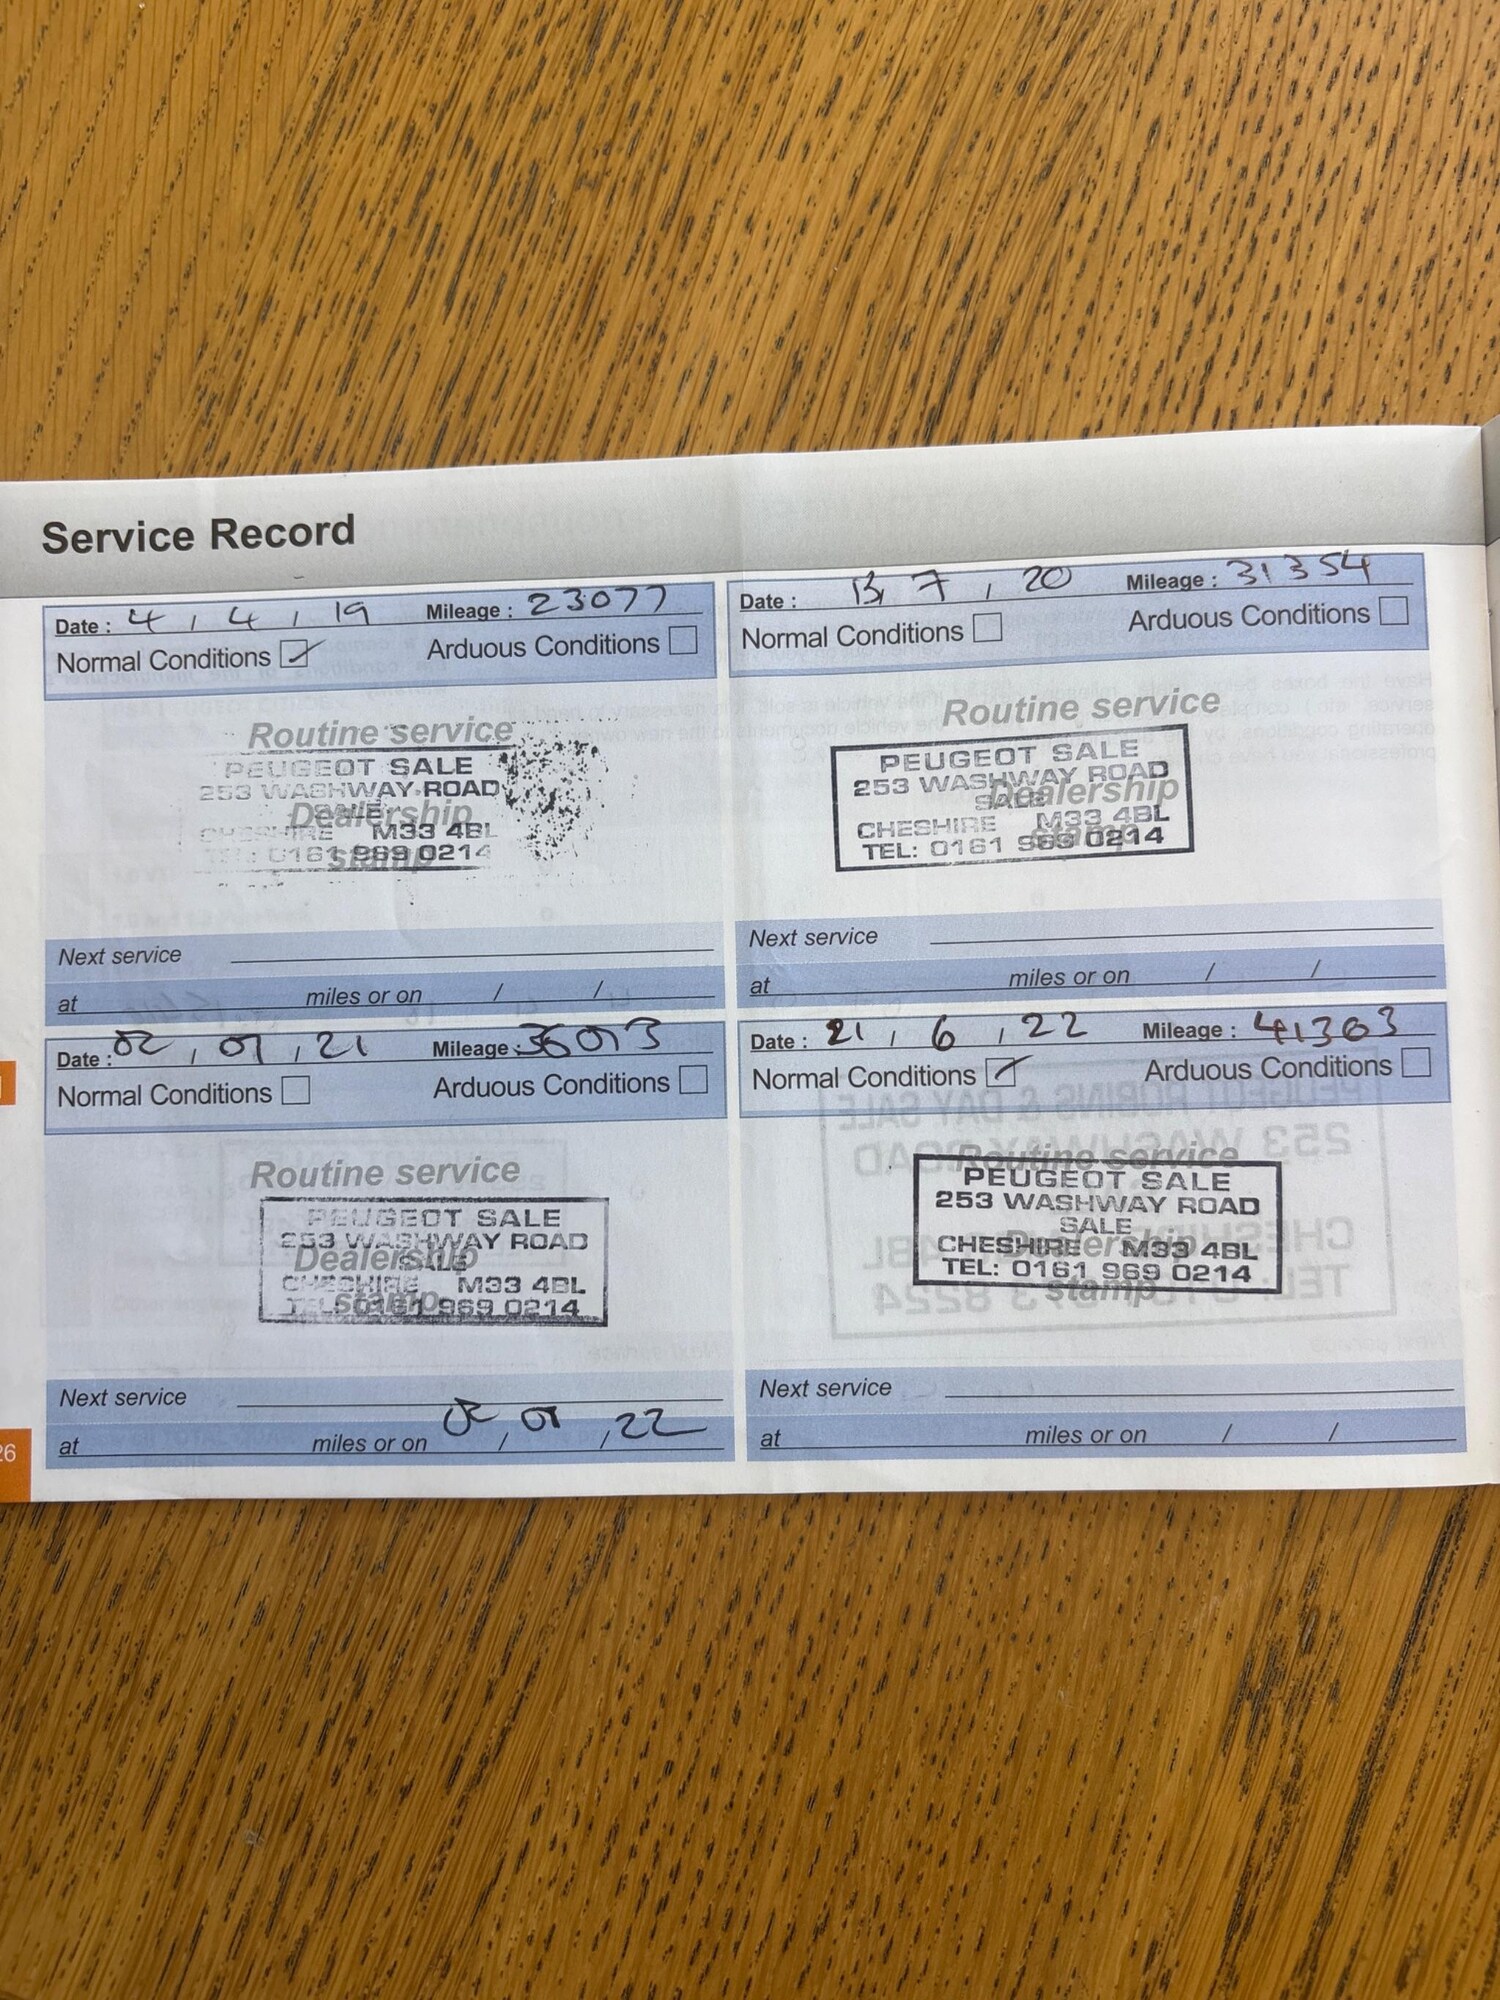 Service Record
Date : 4 / 4 / 19 Mileage : 23077
Normal Conditions Arduous Conditions
Routine service
PEUGEOT SALE
253 WASHWAY ROAD
SALE
Dealership
CHESHIRE M33 4BL
TEL: 0161 969 0214
stamp
Next service
at miles or on / /
Date : 13 / 7 / 20 Mileage : 31354
Normal Conditions Arduous Conditions
Routine service
PEUGEOT SALE
253 WASHWAY ROAD
Dealership
SALE
CHESHIRE M33 4BL
stamp
TEL: 0161 969 0214
Next service
at miles or on / /
Date : / 21 Mileage :
Normal Conditions Arduous Conditions
Routine service
PEUGEOT SALE
253 WASHWAY ROAD
Dealership
SALE
CHESHIRE M33 4BL
stamp
TEL: 0161 969 0214
Next service
at miles or on / / 22
Date : 21 / 6 / 22 Mileage : 41363
Normal Conditions Arduous Conditions
Routine service
PEUGEOT SALE
253 WASHWAY ROAD
SALE
Dealership
CHESHIRE M33 4BL
TEL: 0161 969 0214
stamp
Next service
at miles or on / /
26